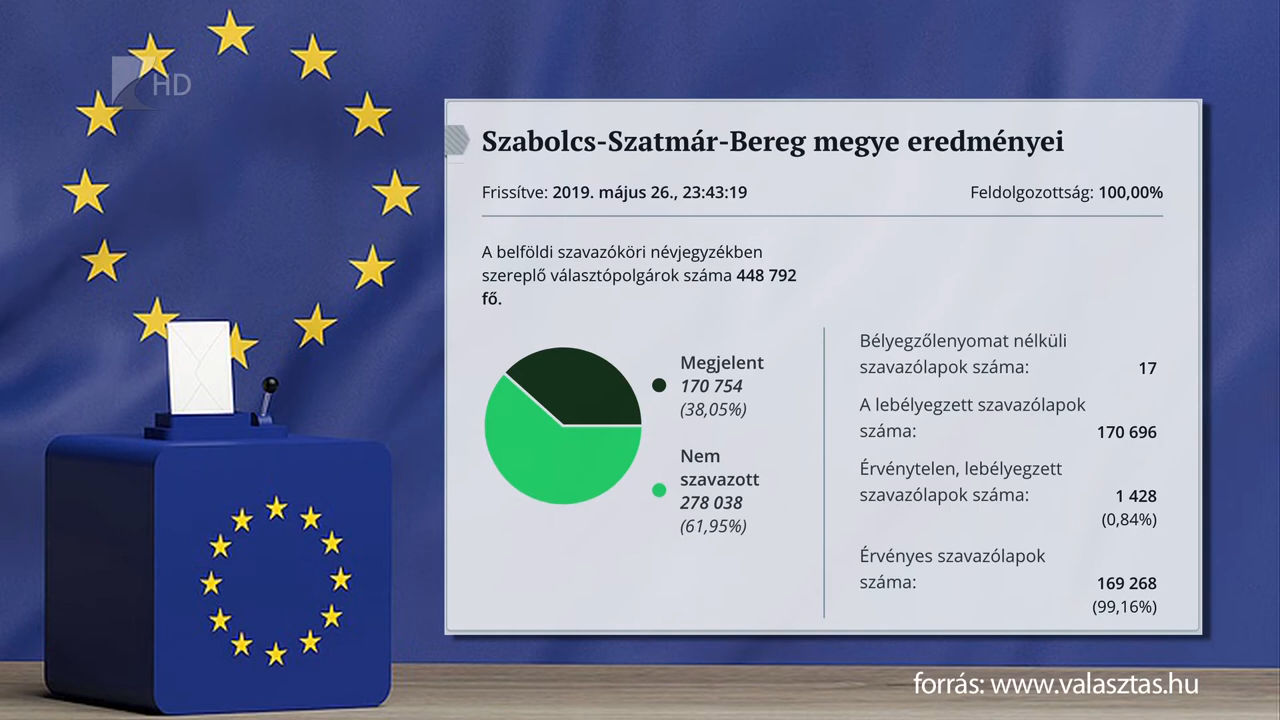 HD
Szabolcs-Szatmár-Bereg megye eredményei
Frissítve: 2019. május 26., 23:43:19
Feldolgozottság: 100,00%
A belföldi szavazóköri névjegyzékben
szereplő választópolgárok száma 448 792
fő.
Megjelent
170 754
(38,05%)
Nem
szavazott
278 038
(61,95%)
Bélyegzőlenyomat nélküli
szavazólapok száma: 17
A lebélyegzett szavazólapok
száma: 170 696
Érvénytelen, lebélyegzett
szavazólapok száma: 1 428
(0,84%)
Érvényes szavazólapok
száma: 169 268
(99,16%)
forrás: www.valasztas.hu